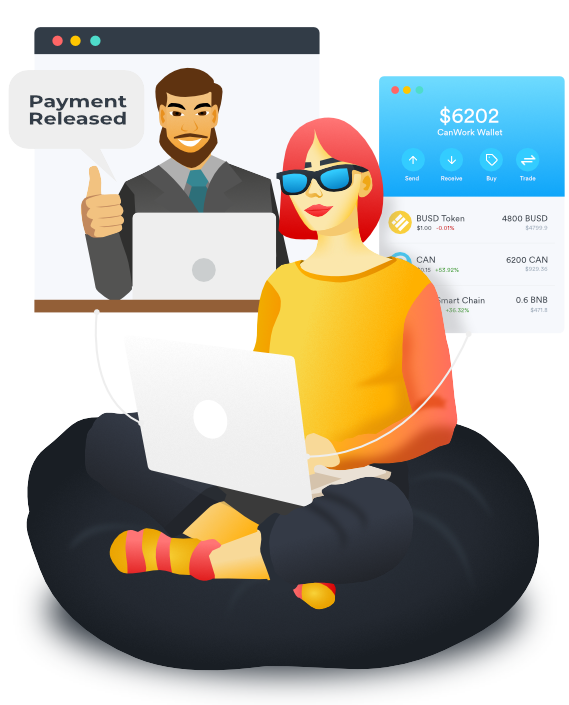 Payment
Released
$6202
CanWork Wallet
Send Receive Buy Trade
BUSD Token 4800 BUSD
$1.00 -0.01% $4799.9
CAN 6200 CAN
+53.92% $929.38
Smart Chain 0.6 BNB
+56.32% $471.8